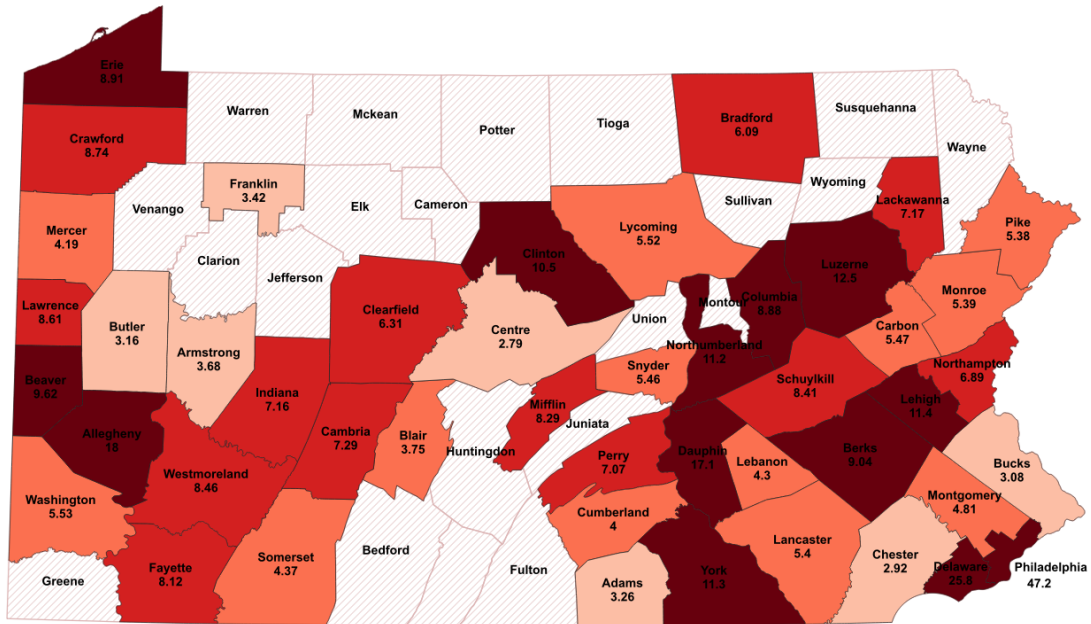 Erie
8.91
Warren
Mckean
Potter
Tioga
Bradford
6.09
Susquehanna
Wayne
Crawford
8.74
Franklin
3.42
Venango
Elk
Cameron
Sullivan
Wyoming
Lackawanna
7.17
Mercer
4.19
Lycoming
5.52
Pike
5.38
Clarion
Jefferson
Clinton
10.5
Luzerne
12.5
Lawrence
8.61
Clearfield
6.31
Montour
Columbia
8.88
Monroe
5.39
Butler
3.16
Centre
2.79
Union
Carbon
5.47
Armstrong
3.68
Northumberland
11.2
Snyder
5.46
Northampton
6.89
Beaver
9.62
Indiana
7.16
Mifflin
8.29
Schuylkill
8.41
Lehigh
11.4
Allegheny
18
Cambria
7.29
Blair
3.75
Juniata
Huntingdon
Westmoreland
8.46
Perry
7.07
Dauphin
17.1
Lebanon
4.3
Berks
9.04
Bucks
3.08
Washington
5.53
Cumberland
4
Montgomery
4.81
Somerset
4.37
Bedford
Lancaster
5.4
Chester
2.92
Greene
Fayette
8.12
Fulton
Adams
3.26
York
11.3
Delaware
25.8
Philadelphia
47.2